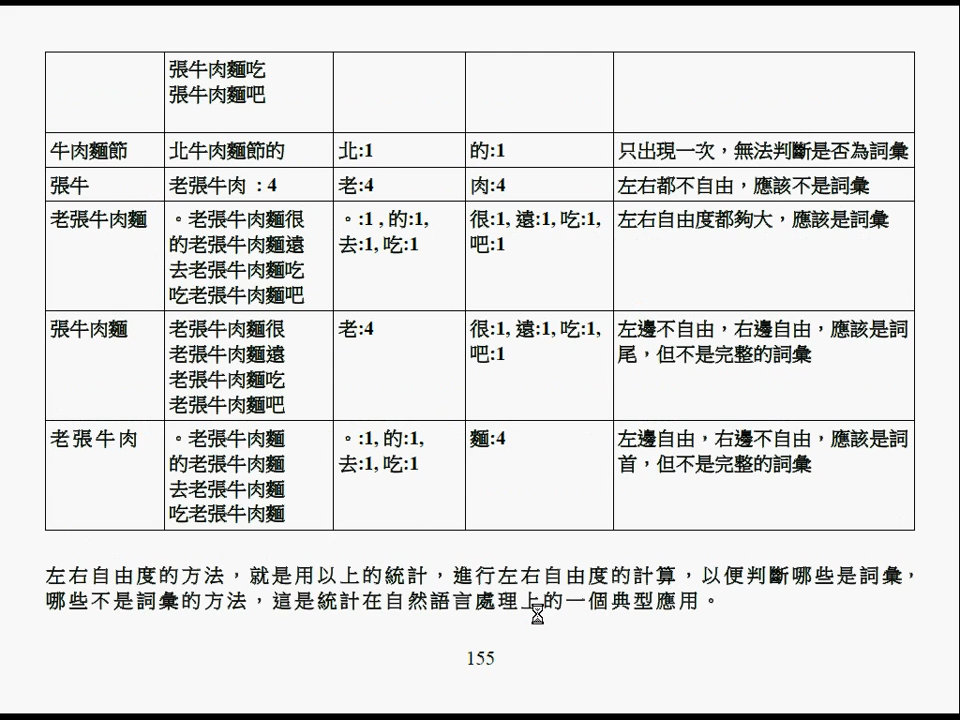 張牛肉麵吃
張牛肉麵吧
牛肉麵節 北牛肉麵節的 北:1 的:1 只出現一次，無法判斷是否為詞彙
張牛 老張牛肉 : 4 老:4 肉:4 左右都不自由，應該不是詞彙
老張牛肉麵 。老張牛肉麵很 。:1 , 的:1, 很:1, 遠:1, 吃:1, 左右自由度都夠大，應該是詞彙
的老張牛肉麵遠 去:1, 吃:1 吧:1
去老張牛肉麵吃
吃老張牛肉麵吧
張牛肉麵 老張牛肉麵很 老:4 很:1, 遠:1, 吃:1, 左邊不自由，右邊自由，應該是詞
老張牛肉麵遠 吧:1 尾，但不是完整的詞彙
老張牛肉麵吃
老張牛肉麵吧
老張牛肉 。老張牛肉麵 。:1, 的:1, 麵:4 左邊自由，右邊不自由，應該是詞
的老張牛肉麵 去:1, 吃:1 首，但不是完整的詞彙
去老張牛肉麵
吃老張牛肉麵
左右自由度的方法，就是用以上的統計，進行左右自由度的計算，以便判斷哪些是詞彙，
哪些不是詞彙的方法，這是統計在自然語言處理上的一個典型應用。
155